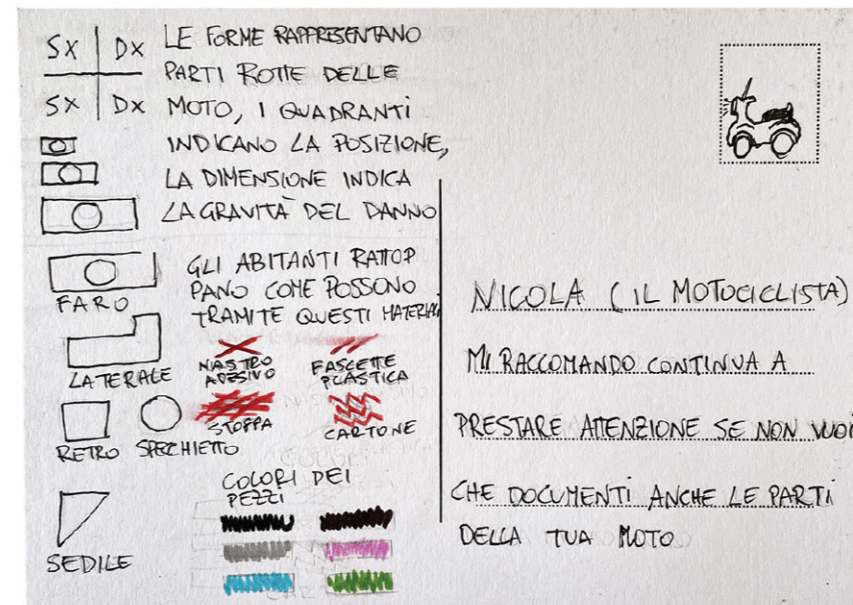 SX DX
SX DX
LE FORME RAPPRESENTANO
PARTI ROTTE DELLE
MOTO, I QUADRANTI
INDICANO LA POSIZIONE,
LA DIMENSIONE INDICA
LA GRAVITÀ DEL DANNO
FARO
LATERALE
RETRO SPECCHIETTO
SEDILE
GLI ABITANTI RATTOP
PANO COME POSSONO
TRAMITE QUESTI MATERIALI
NASTRO
ADESIVO
FASCETTE
PLASTICA
STOFFA
CARTONE
COLORI DEI
PEZZI
NICOLA (IL MOTOCICLISTA)
MI RACCOMANDO CONTINUA A
PRESTARE ATTENZIONE SE NON VUOI
CHE DOCUMENTI ANCHE LE PARTI
DELLA TUA MOTO